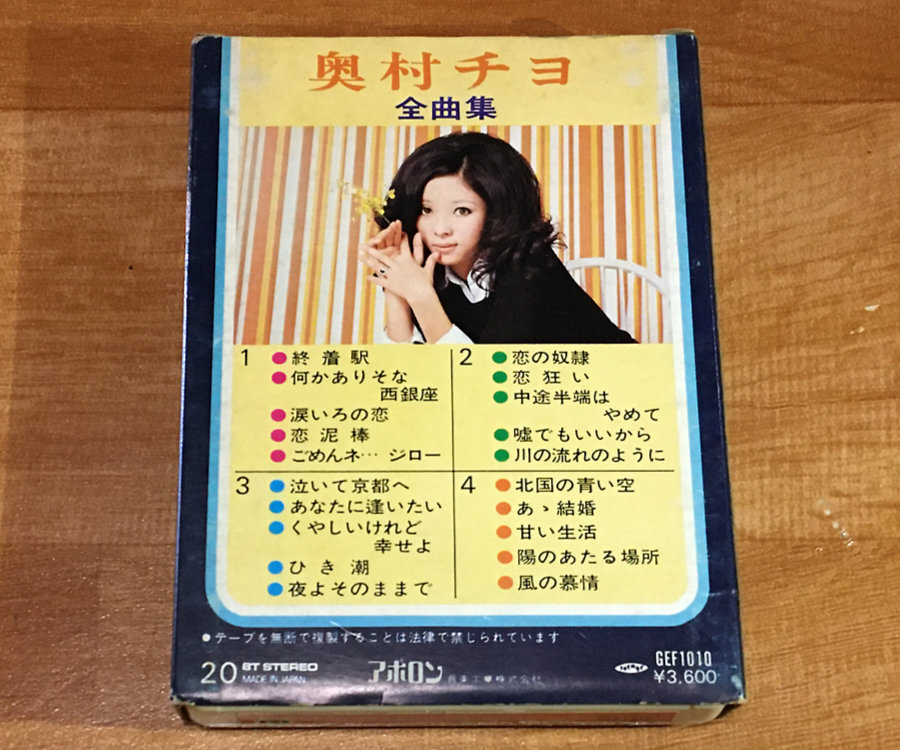 奥村チヨ
全曲集
1
●終着駅
●何かありそな
西銀座
●涙いろの恋
●恋泥棒
●ごめんネ… ジロー
2
●恋の奴隷
●恋狂い
●中途半端は
やめて
●嘘でもいいから
●川の流れのように
3
●泣いて京都へ
●あなたに逢いたい
●くやしいけれど
幸せよ
●ひき潮
●夜よそのままで
4
●北国の青い空
●あゝ結婚
●甘い生活
●陽のあたる場所
●風の慕情
●テープを無断で複製することは法律で禁じられています
20 8T STEREO
MADE IN JAPAN
アポロン 音楽工業株式会社
GEF1010
¥3,600